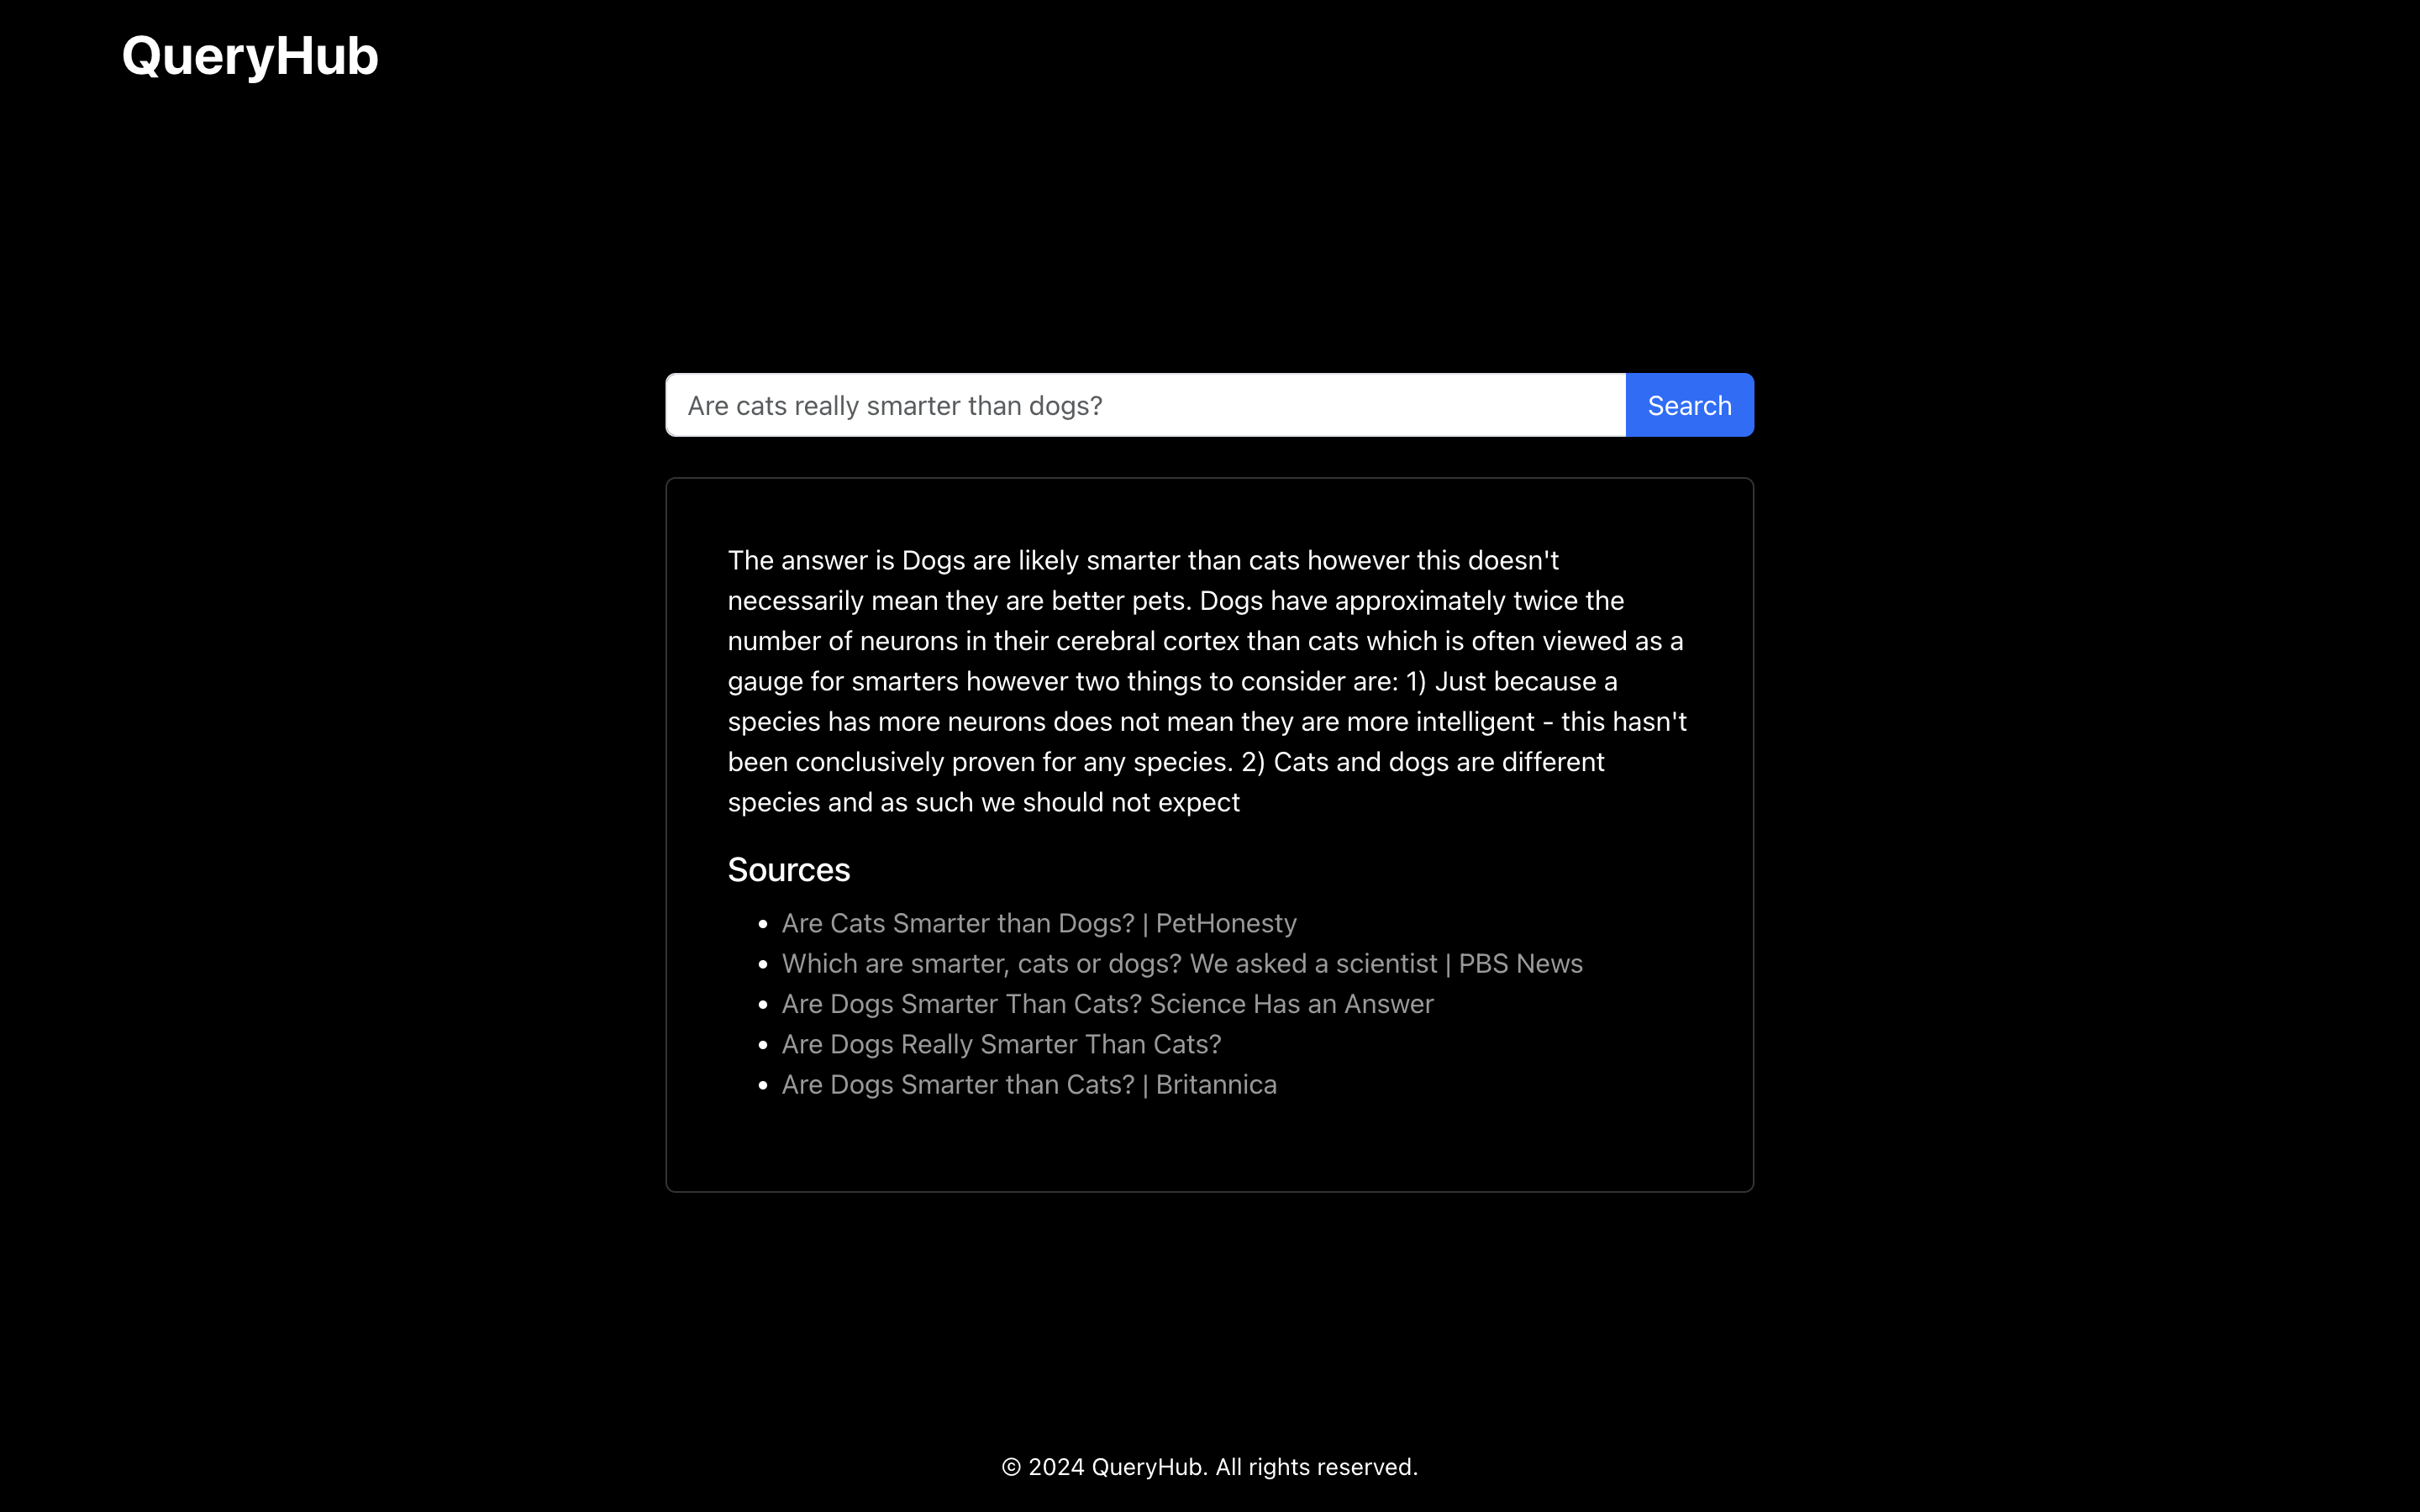 QueryHub
Are cats really smarter than dogs?
Search
The answer is Dogs are likely smarter than cats however this doesn't
necessarily mean they are better pets. Dogs have approximately twice the
number of neurons in their cerebral cortex than cats which is often viewed as a
gauge for smarters however two things to consider are: 1) Just because a
species has more neurons does not mean they are more intelligent - this hasn't
been conclusively proven for any species. 2) Cats and dogs are different
species and as such we should not expect
Sources
• Are Cats Smarter than Dogs? | PetHonesty
• Which are smarter, cats or dogs? We asked a scientist | PBS News
• Are Dogs Smarter Than Cats? Science Has an Answer
• Are Dogs Really Smarter Than Cats?
• Are Dogs Smarter than Cats? | Britannica
© 2024 QueryHub. All rights reserved.